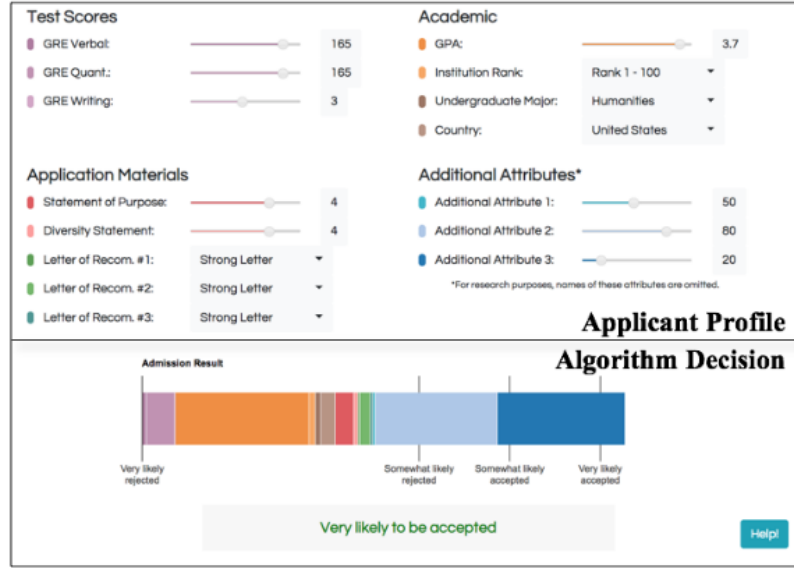 Test Scores
GRE Verbal: 165
GRE Quant.: 165
GRE Writing: 3
Academic
GPA: 3.7
Institution Rank: Rank 1 - 100
Undergraduate Major: Humanities
Country: United States
Application Materials
Statement of Purpose: 4
Diversity Statement: 4
Letter of Recom. #1: Strong Letter
Letter of Recom. #2: Strong Letter
Letter of Recom. #3: Strong Letter
Additional Attributes*
Additional Attribute 1: 50
Additional Attribute 2: 80
Additional Attribute 3: 20
*For research purposes, names of these attributes are omitted.
Applicant Profile
Algorithm Decision
Admission Result
Very likely
rejected
Somewhat likely
rejected
Somewhat likely
accepted
Very likely
accepted
Very likely to be accepted
Help!